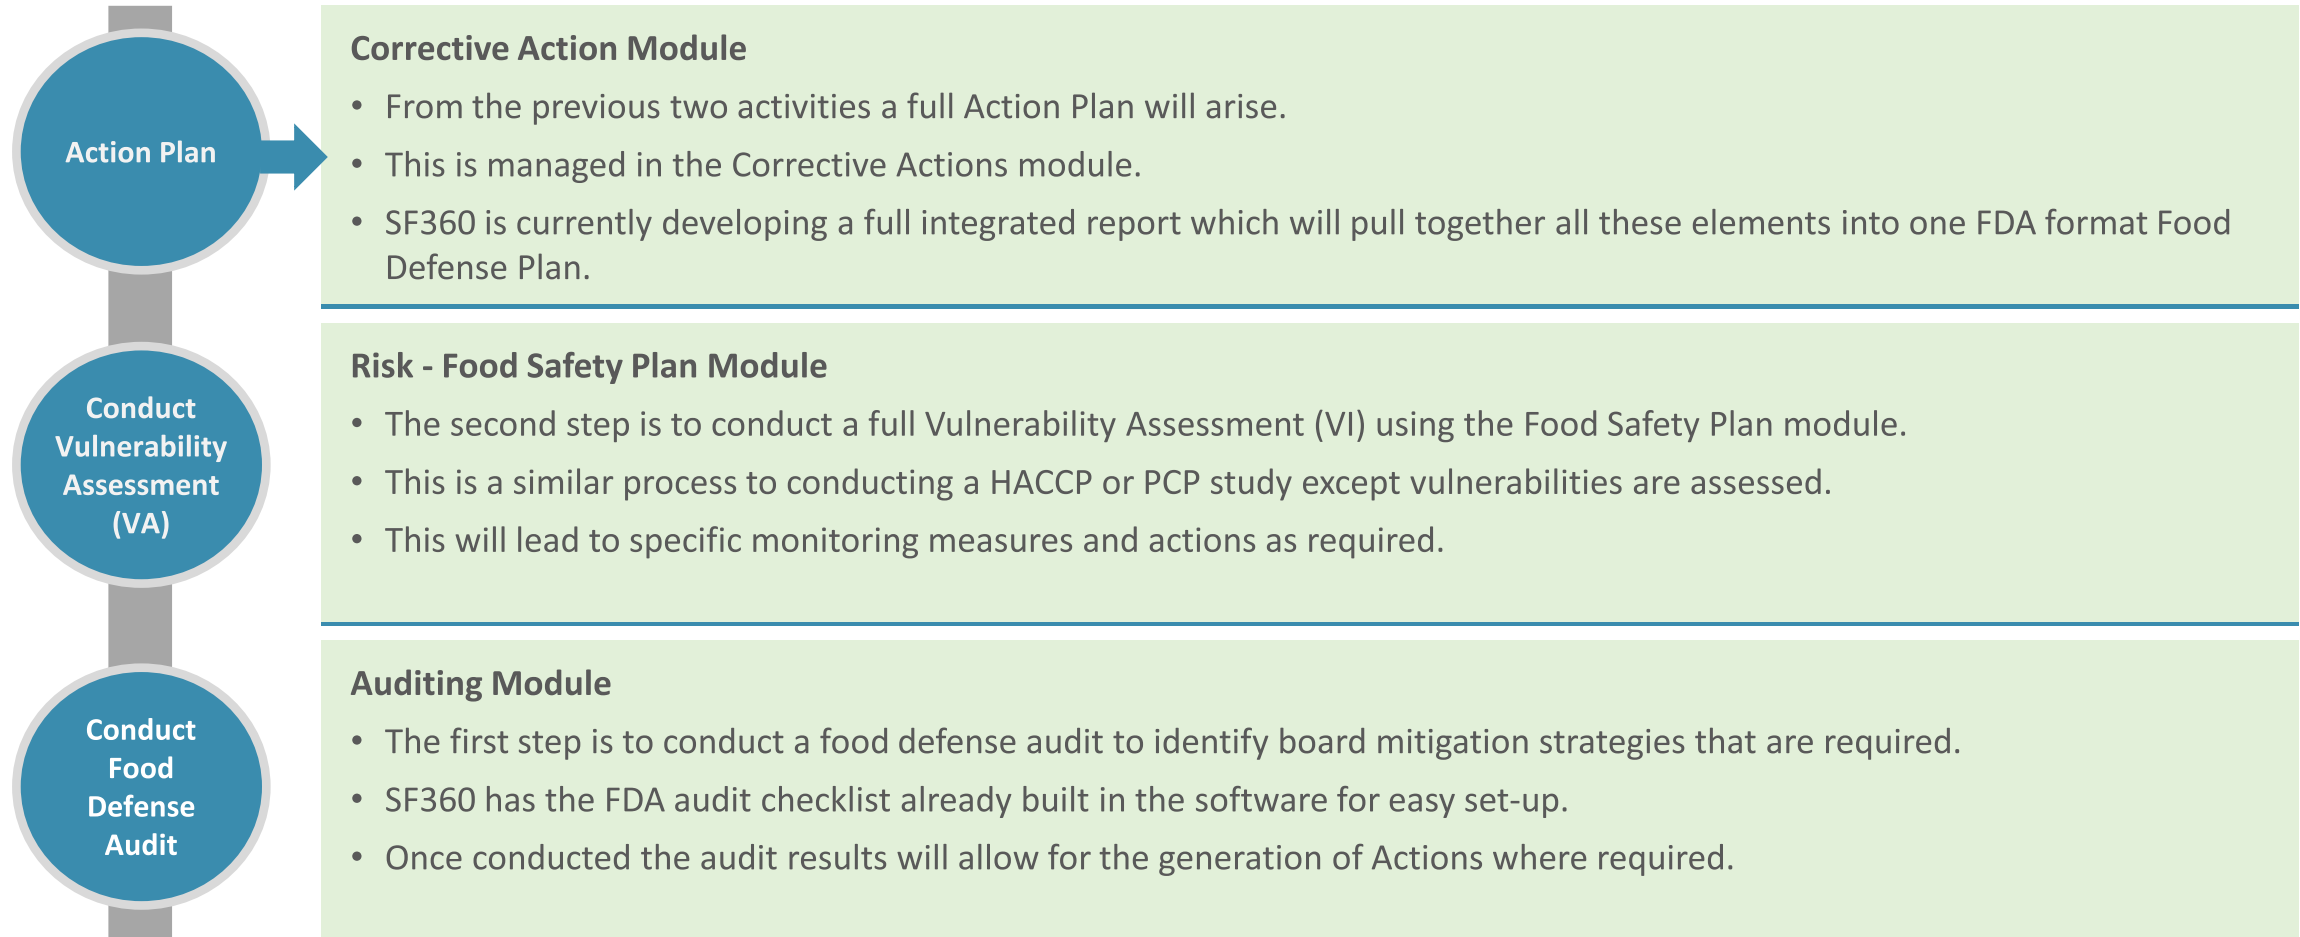 Action Plan
Corrective Action Module
• From the previous two activities a full Action Plan will arise.
• This is managed in the Corrective Actions module.
• SF360 is currently developing a full integrated report which will pull together all these elements into one FDA format Food
Defense Plan.
Conduct
Vulnerability
Assessment
(VA)
Risk - Food Safety Plan Module
• The second step is to conduct a full Vulnerability Assessment (VI) using the Food Safety Plan module.
• This is a similar process to conducting a HACCP or PCP study except vulnerabilities are assessed.
• This will lead to specific monitoring measures and actions as required.
Conduct
Food
Defense
Audit
Auditing Module
• The first step is to conduct a food defense audit to identify board mitigation strategies that are required.
• SF360 has the FDA audit checklist already built in the software for easy set-up.
• Once conducted the audit results will allow for the generation of Actions where required.